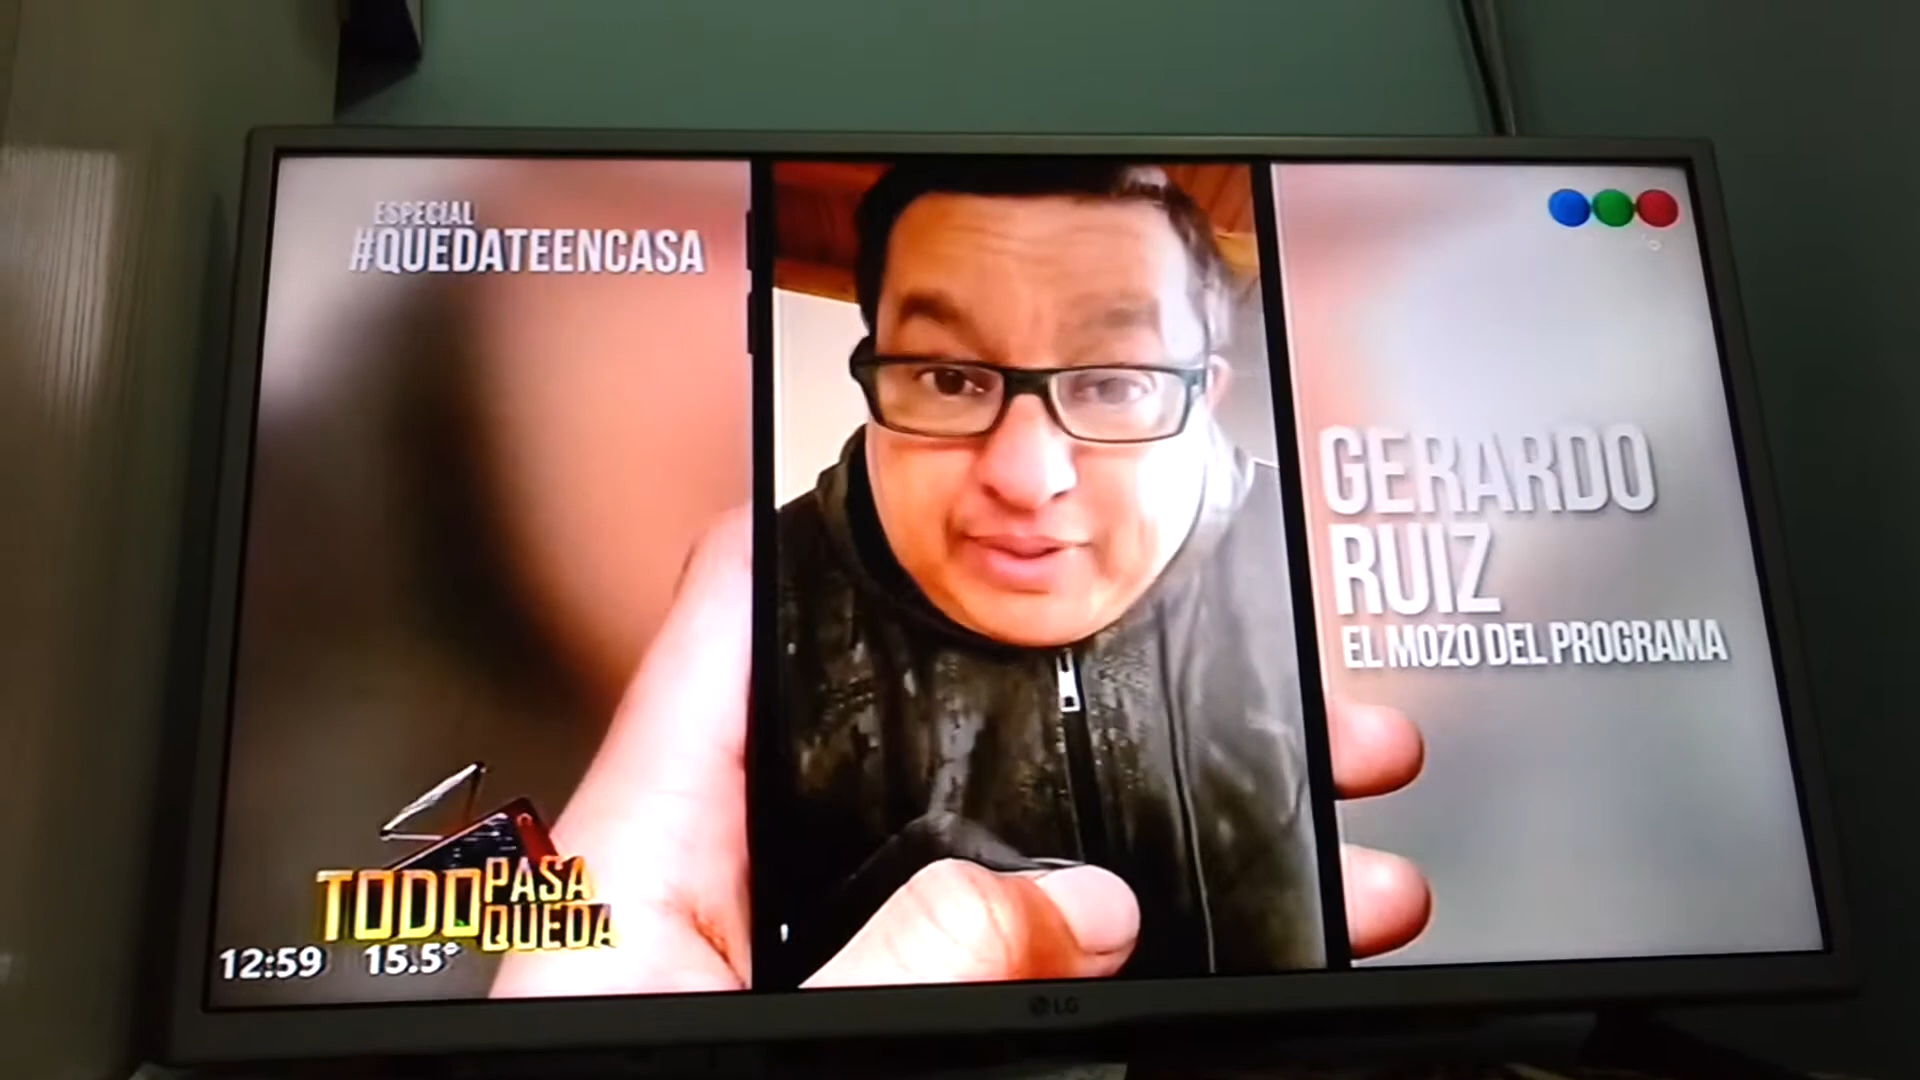 ESPECIAL
#QUEDATEENCASA
GERARDO
RUIZ
EL MOZO DEL PROGRAMA
TODO PASA
QUEDA
12:59 15.5°
LG